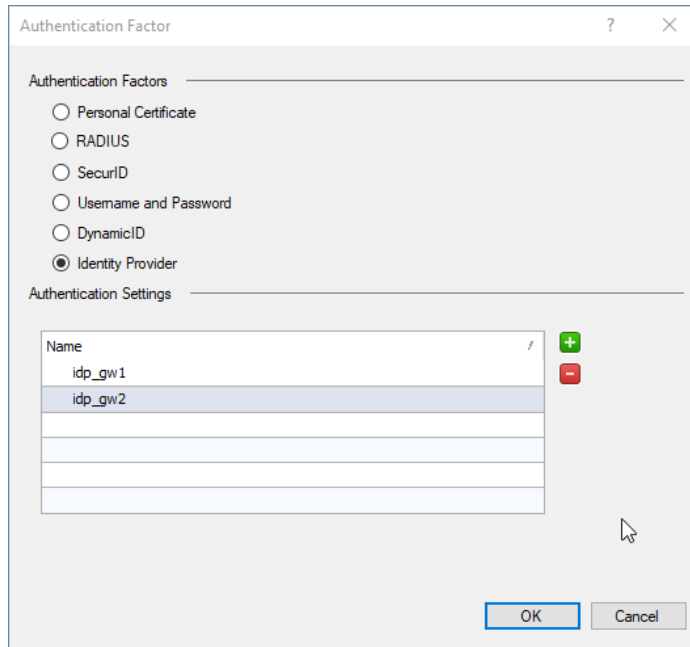 Authentication Factor
?
Authentication Factors
Personal Certificate
RADIUS
SecurID
Username and Password
DynamicID
Identity Provider
Authentication Settings
Name
idp_gw1
idp_gw2
OK
Cancel